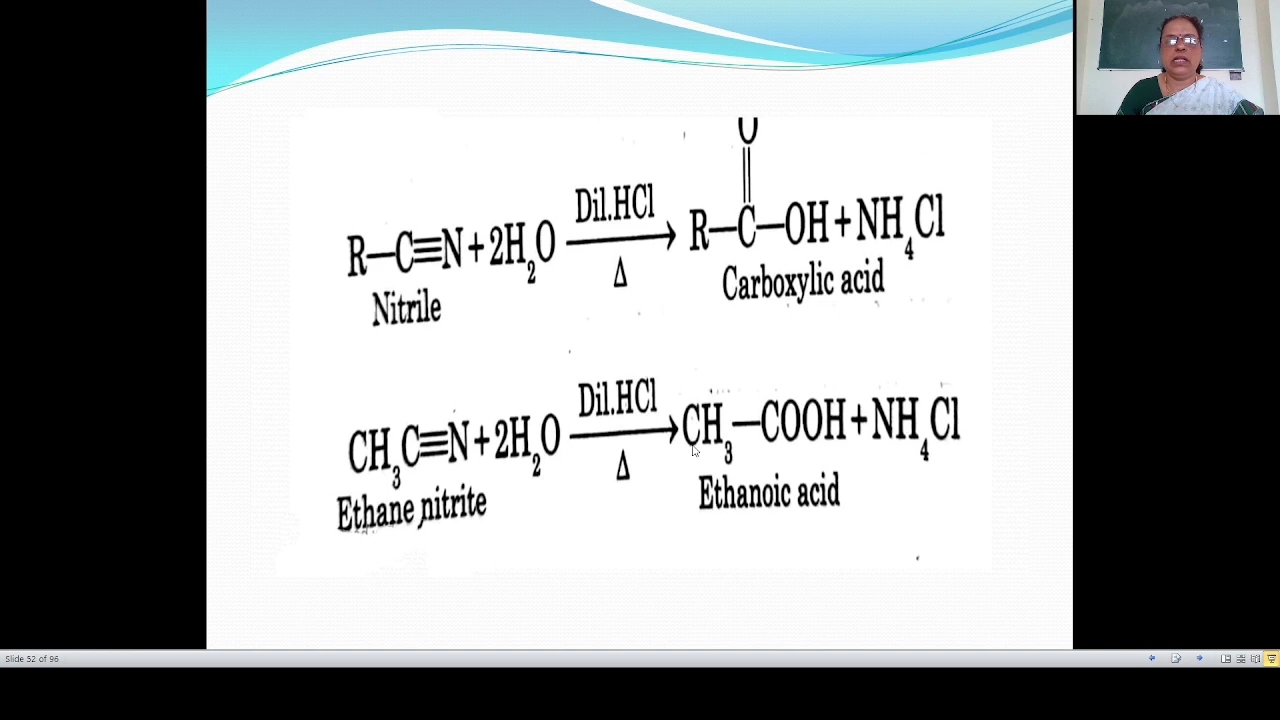 O
Dil.HCl
R—C≡N+2H₂O ⟶ R—C—OH+NH₄Cl
Δ
Nitrile
Carboxylic acid
Dil.HCl
CH₃C≡N+2H₂O ⟶ CH₃—COOH+NH₄Cl
Δ
Ethane nitrite
Ethanoic acid
Slide 52 of 96